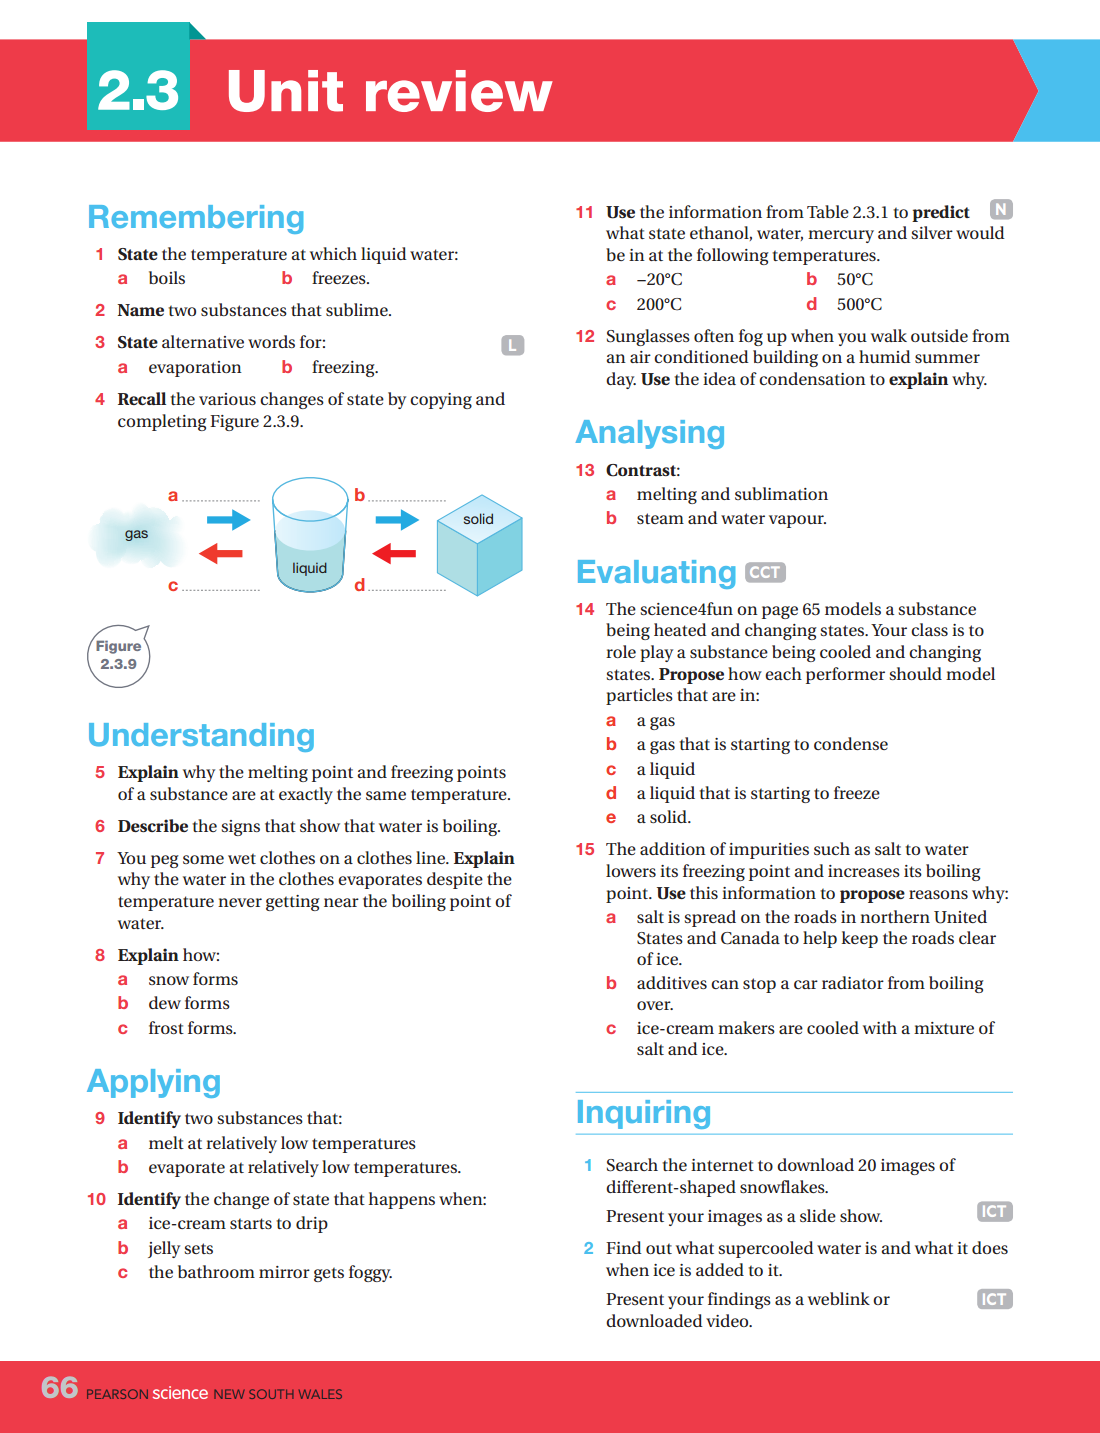 2.3 Unit review
Remembering
1 State the temperature at which liquid water:
a boils b freezes.
2 Name two substances that sublime.
3 State alternative words for: L
a evaporation b freezing.
4 Recall the various changes of state by copying and
completing Figure 2.3.9.
a .................... b ....................
gas
liquid
solid
c .................... d ....................
Figure
2.3.9
Understanding
5 Explain why the melting point and freezing points
of a substance are at exactly the same temperature.
6 Describe the signs that show that water is boiling.
7 You peg some wet clothes on a clothes line. Explain
why the water in the clothes evaporates despite the
temperature never getting near the boiling point of
water.
8 Explain how:
a snow forms
b dew forms
c frost forms.
Applying
9 Identify two substances that:
a melt at relatively low temperatures
b evaporate at relatively low temperatures.
10 Identify the change of state that happens when:
a ice-cream starts to drip
b jelly sets
c the bathroom mirror gets foggy.
11 Use the information from Table 2.3.1 to predict N
what state ethanol, water, mercury and silver would
be in at the following temperatures.
a –20°C b 50°C
c 200°C d 500°C
12 Sunglasses often fog up when you walk outside from
an air conditioned building on a humid summer
day. Use the idea of condensation to explain why.
Analysing
13 Contrast:
a melting and sublimation
b steam and water vapour.
Evaluating CCT
14 The science4fun on page 65 models a substance
being heated and changing states. Your class is to
role play a substance being cooled and changing
states. Propose how each performer should model
particles that are in:
a a gas
b a gas that is starting to condense
c a liquid
d a liquid that is starting to freeze
e a solid.
15 The addition of impurities such as salt to water
lowers its freezing point and increases its boiling
point. Use this information to propose reasons why:
a salt is spread on the roads in northern United
States and Canada to help keep the roads clear
of ice.
b additives can stop a car radiator from boiling
over.
c ice-cream makers are cooled with a mixture of
salt and ice.
Inquiring
1 Search the internet to download 20 images of
different-shaped snowflakes.
Present your images as a slide show. ICT
2 Find out what supercooled water is and what it does
when ice is added to it.
Present your findings as a weblink or ICT
downloaded video.
66 PEARSON science NEW SOUTH WALES